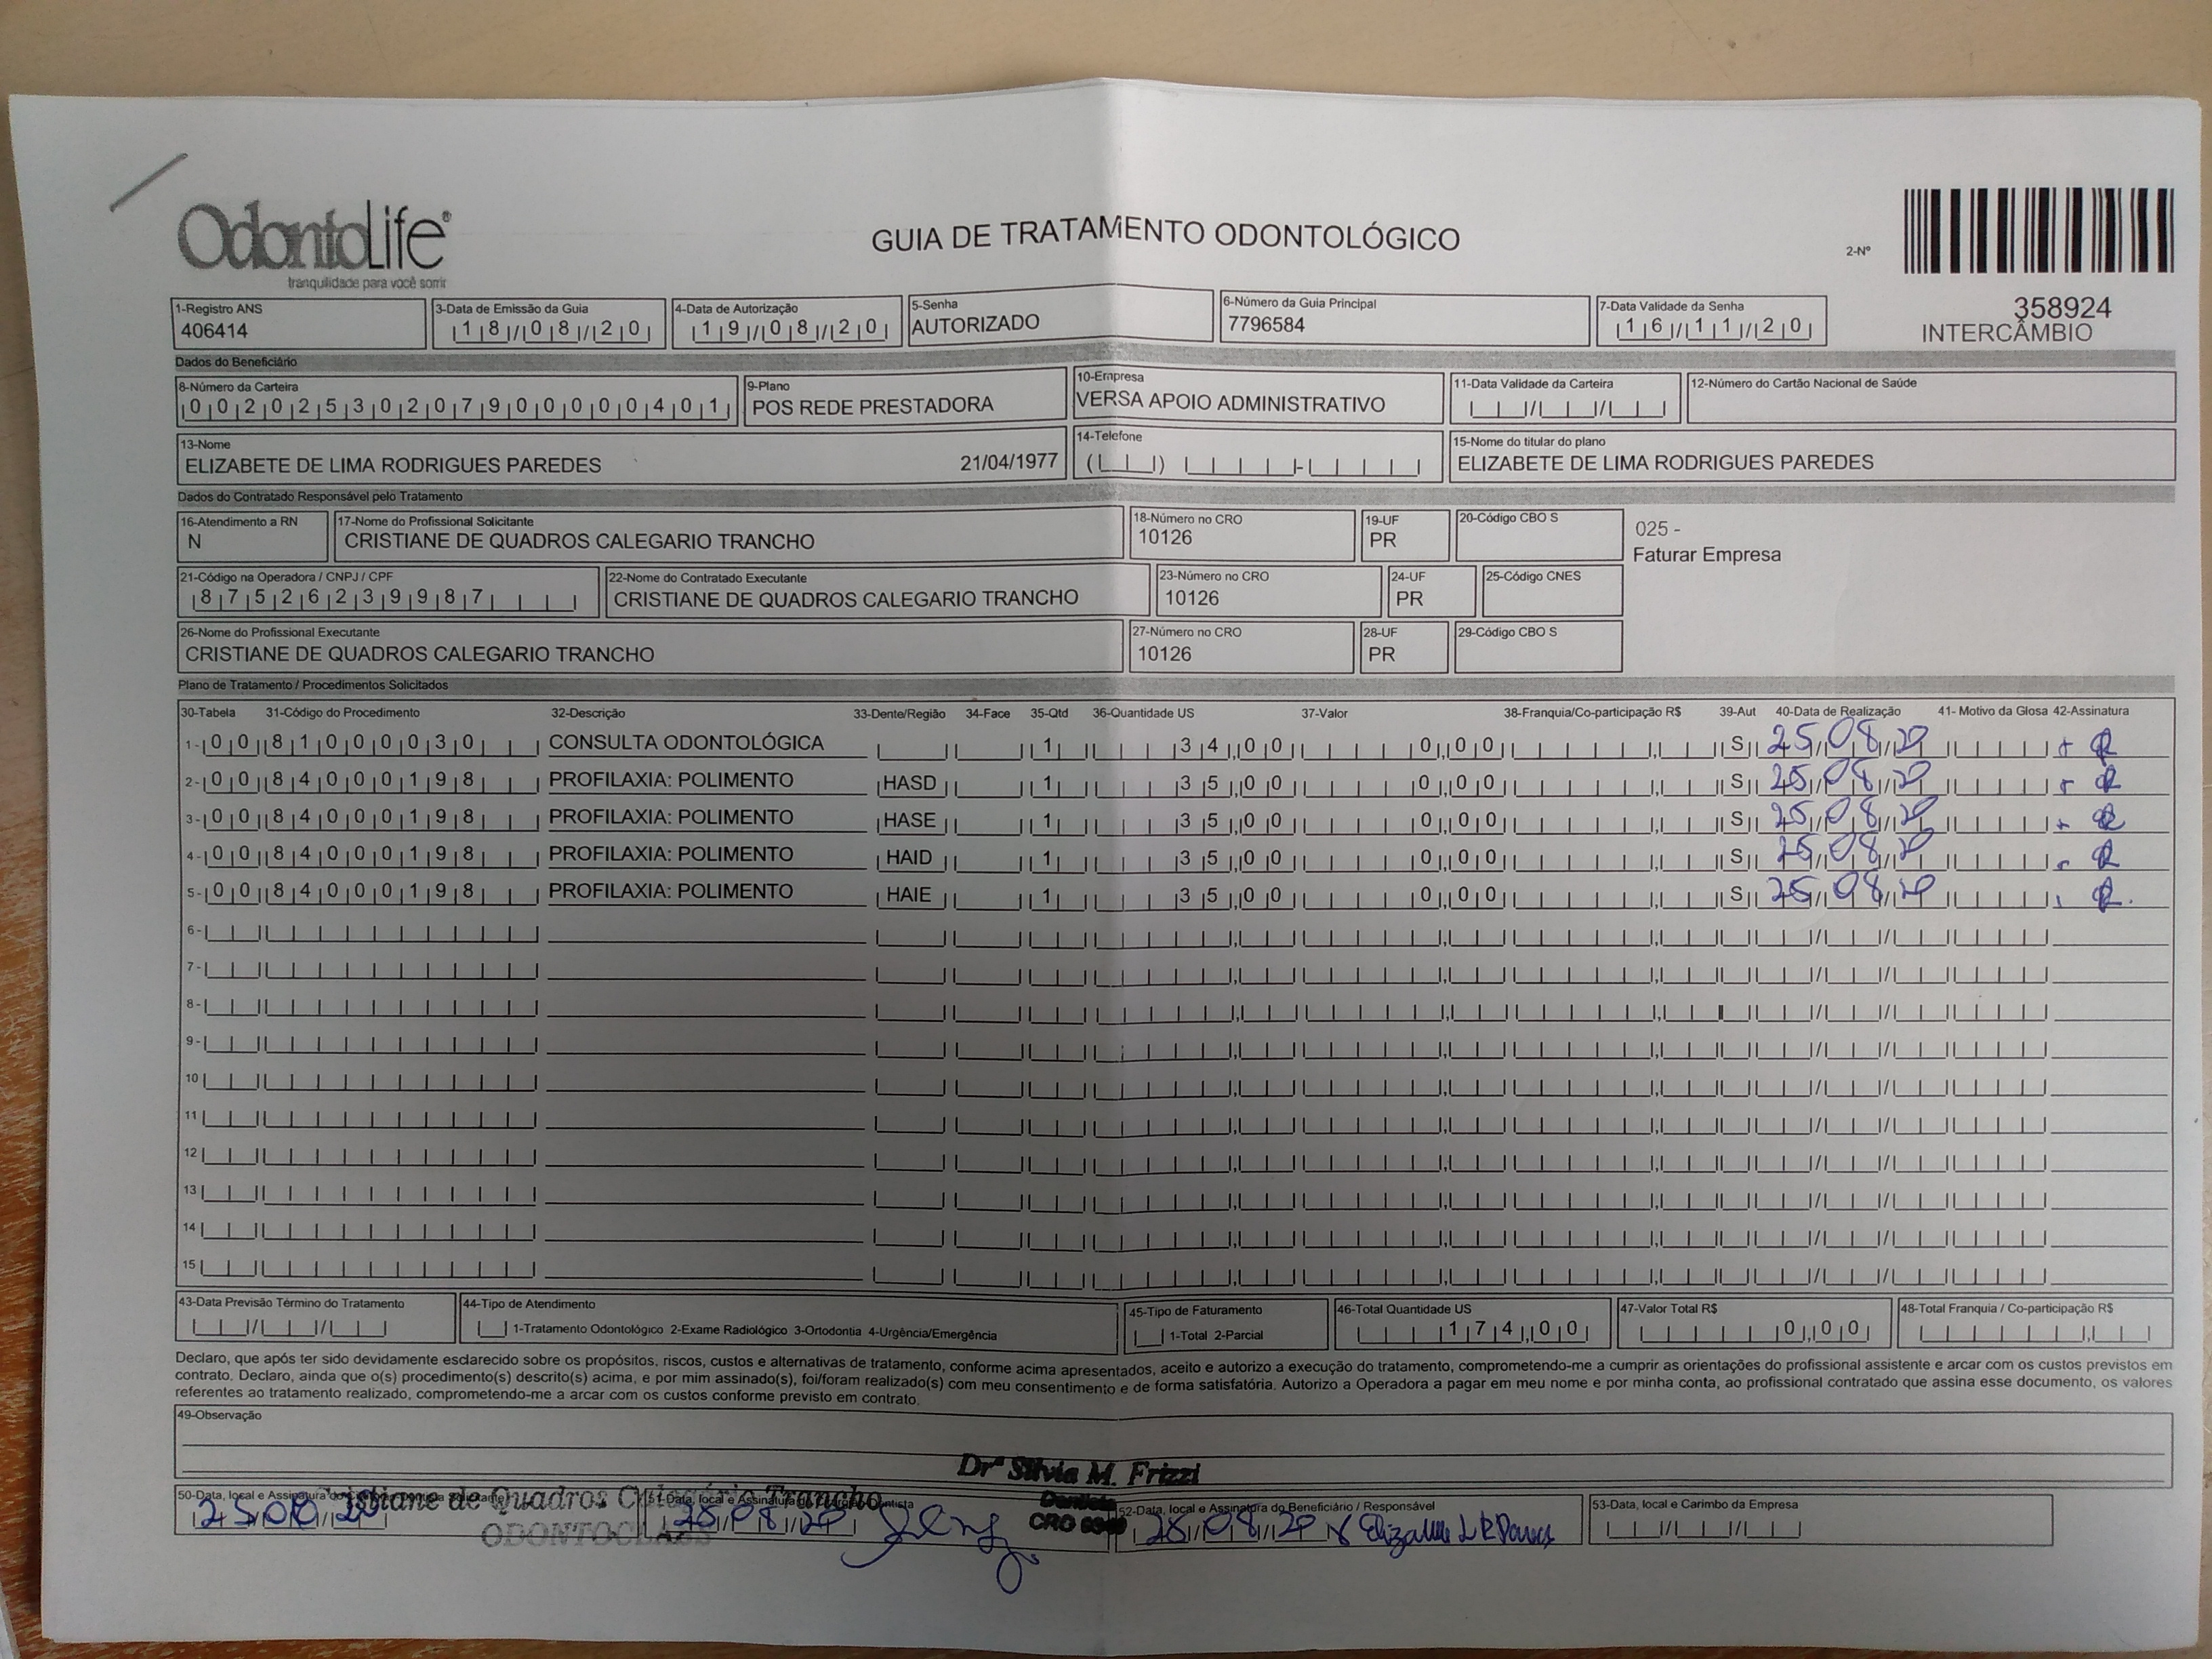 OdontoLife®
tranquilidade para você sorrir
GUIA DE TRATAMENTO ODONTOLÓGICO
2-Nº
358924
INTERCÂMBIO
1-Registro ANS
406414
3-Data de Emissão da Guia
18/08/20
4-Data de Autorização
19/08/20
5-Senha
AUTORIZADO
6-Número da Guia Principal
7796584
7-Data Validade da Senha
16/11/20
Dados do Beneficiário
8-Número da Carteira
00202530207900000401
9-Plano
POS REDE PRESTADORA
10-Empresa
VERSA APOIO ADMINISTRATIVO
11-Data Validade da Carteira
12-Número do Cartão Nacional de Saúde
13-Nome
ELIZABETE DE LIMA RODRIGUES PAREDES 21/04/1977
14-Telefone
15-Nome do titular do plano
ELIZABETE DE LIMA RODRIGUES PAREDES
Dados do Contratado Responsável pelo Tratamento
16-Atendimento a RN
N
17-Nome do Profissional Solicitante
CRISTIANE DE QUADROS CALEGARIO TRANCHO
18-Número no CRO
10126
19-UF
PR
20-Código CBO S
025 -
Faturar Empresa
21-Código na Operadora / CNPJ / CPF
87526239987
22-Nome do Contratado Executante
CRISTIANE DE QUADROS CALEGARIO TRANCHO
23-Número no CRO
10126
24-UF
PR
25-Código CNES
26-Nome do Profissional Executante
CRISTIANE DE QUADROS CALEGARIO TRANCHO
27-Número no CRO
10126
28-UF
PR
29-Código CBO S
Plano de Tratamento / Procedimentos Solicitados
30-Tabela 31-Código do Procedimento 32-Descrição 33-Dente/Região 34-Face 35-Qtd 36-Quantidade US 37-Valor 38-Franquia/Co-participação R$ 39-Aut 40-Data de Realização 41- Motivo da Glosa 42-Assinatura
1- 00 81000030 CONSULTA ODONTOLÓGICA 1 34,00 0,00 S 25/08/20
2- 00 84000198 PROFILAXIA: POLIMENTO HASD 1 35,00 0,00 S 25/08/20
3- 00 84000198 PROFILAXIA: POLIMENTO HASE 1 35,00 0,00 S 25/08/20
4- 00 84000198 PROFILAXIA: POLIMENTO HAID 1 35,00 0,00 S 25/08/20
5- 00 84000198 PROFILAXIA: POLIMENTO HAIE 1 35,00 0,00 S 25/08/20
6-
7-
8-
9-
10
11
12
13
14
15
43-Data Previsão Término do Tratamento
44-Tipo de Atendimento
1-Tratamento Odontológico 2-Exame Radiológico 3-Ortodontia 4-Urgência/Emergência
45-Tipo de Faturamento
1-Total 2-Parcial
46-Total Quantidade US
174,00
47-Valor Total R$
0,00
48-Total Franquia / Co-participação R$
Declaro, que após ter sido devidamente esclarecido sobre os propósitos, riscos, custos e alternativas de tratamento, conforme acima apresentados, aceito e autorizo a execução do tratamento, comprometendo-me a cumprir as orientações do profissional assistente e arcar com os custos previstos em
contrato. Declaro, ainda que o(s) procedimento(s) descrito(s) acima, e por mim assinado(s), foi/foram realizado(s) com meu consentimento e de forma satisfatória. Autorizo a Operadora a pagar em meu nome e por minha conta, ao profissional contratado que assina esse documento, os valores
referentes ao tratamento realizado, comprometendo-me a arcar com os custos conforme previsto em contrato.
49-Observação
Drª Silvia M. Frizzi
Dentista
CRO
50-Data, local e Assinatura do
25/08/20
Cristiane de Quadros Calegário Trancho
ODONTOCLASS
51-Data, local e Assinatura do Cirurgião-Dentista
25/08/20
52-Data, local e Assinatura do Beneficiário / Responsável
25/08/20
53-Data, local e Carimbo da Empresa